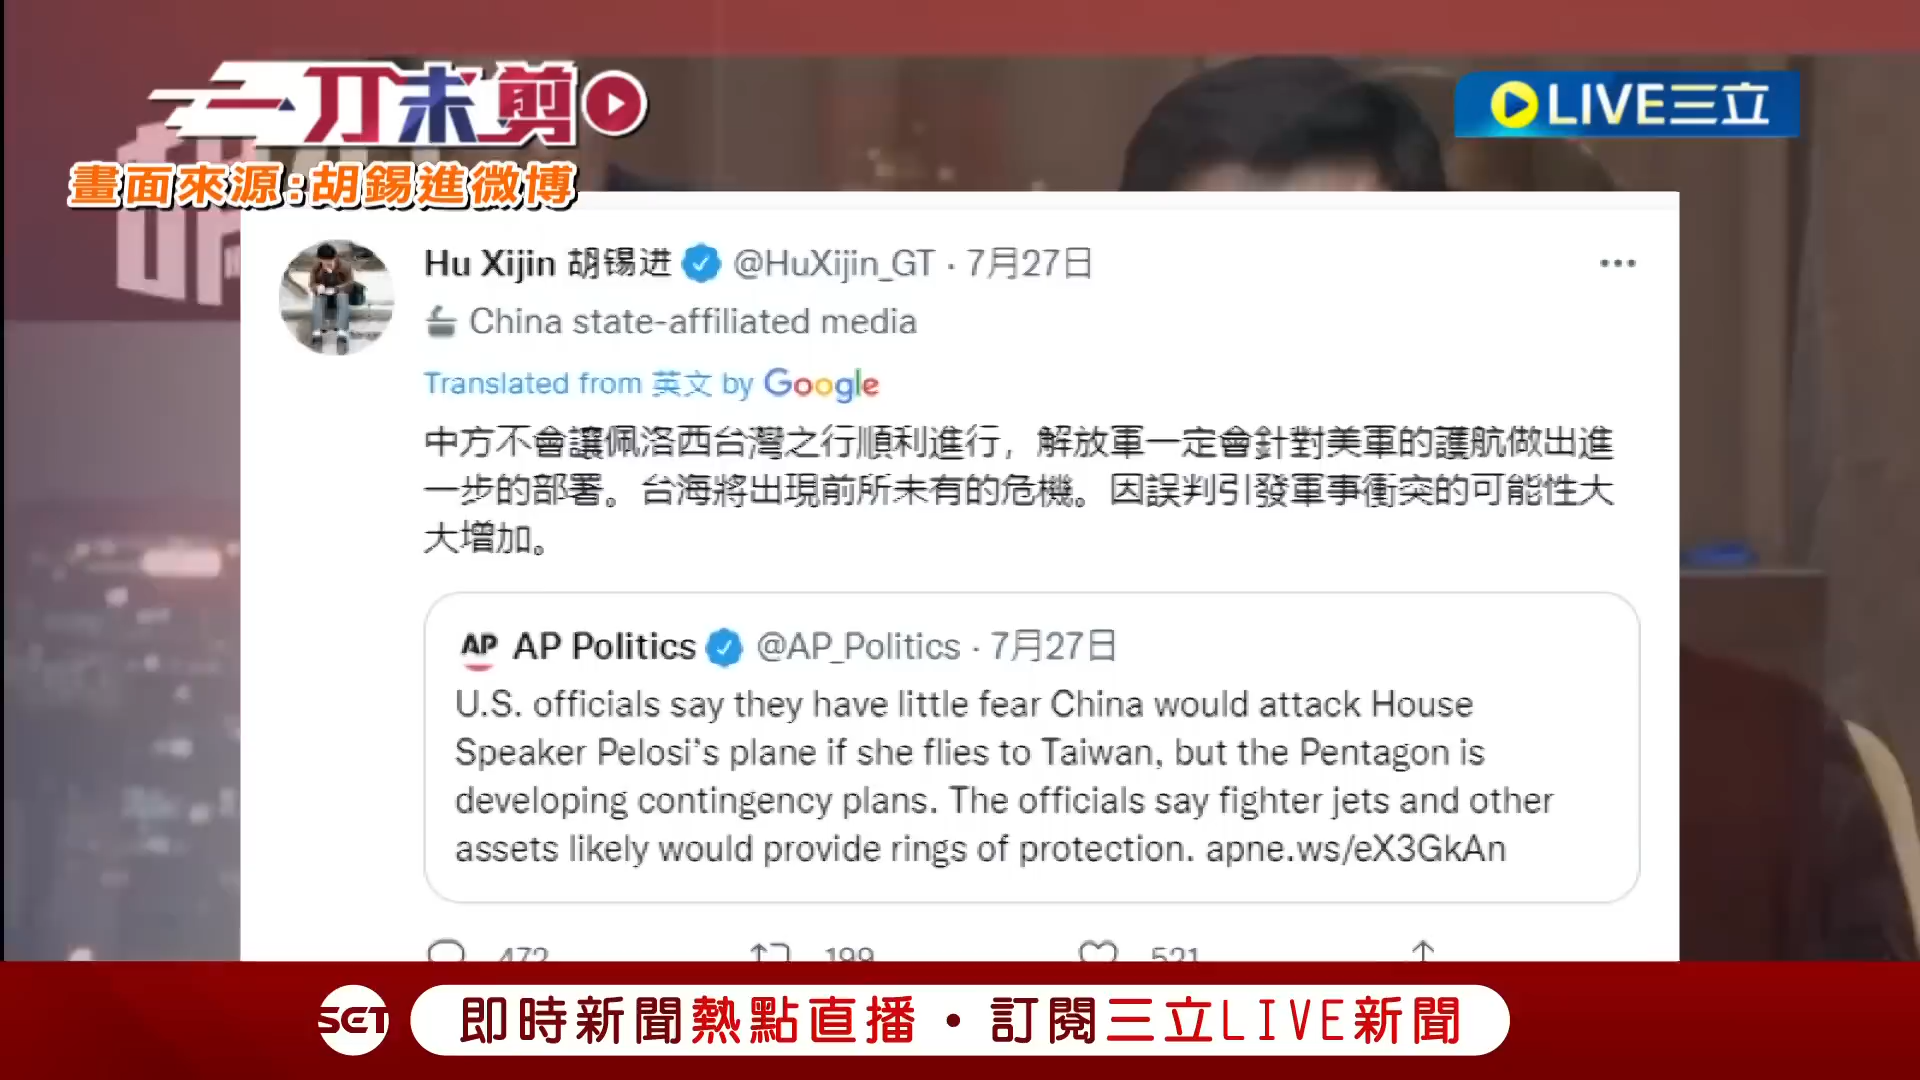 一刀未剪
LIVE三立
畫面來源:胡錫進微博
Hu Xijin 胡锡进 @HuXijin_GT · 7月27日
China state-affiliated media
Translated from 英文 by Google
中方不會讓佩洛西台灣之行順利進行，解放軍一定會針對美軍的護航做出進
一步的部署。台海將出現前所未有的危機。因誤判引發軍事衝突的可能性大
大增加。
AP AP Politics @AP_Politics · 7月27日
U.S. officials say they have little fear China would attack House
Speaker Pelosi's plane if she flies to Taiwan, but the Pentagon is
developing contingency plans. The officials say fighter jets and other
assets likely would provide rings of protection. apne.ws/eX3GkAn
472 199 521
SET 即時新聞熱點直播・訂閱三立LIVE新聞